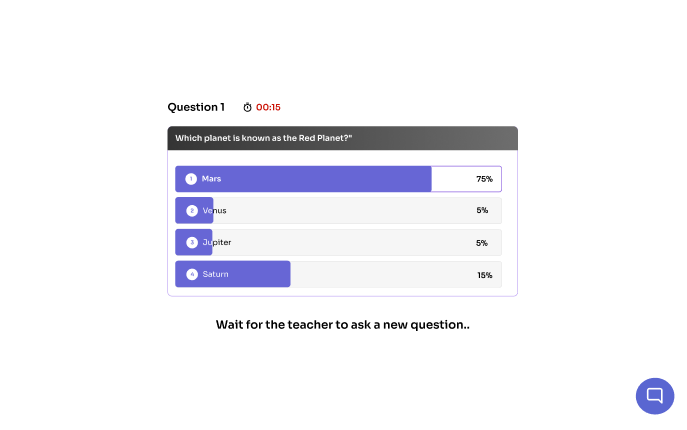 Question 1 00:15
Which planet is known as the Red Planet?"
1 Mars 75%
2 Venus 5%
3 Jupiter 5%
4 Saturn 15%
Wait for the teacher to ask a new question..